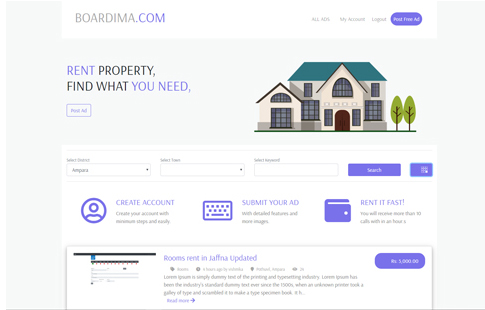 BOARDIMA.COM
ALL ADS My Account Logout Post Free Ad
RENT PROPERTY,
FIND WHAT YOU NEED,
Post Ad
Select District Select Town Select Keyword
Ampara Search
CREATE ACCOUNT SUBMIT YOUR AD RENT IT FAST!
Create your account with With detailed features and You will receive more than 10
minimum steps and easily. more images calls with in an hour s
Rooms rent in Jaffna Updated Rs: 5,000.00
Rooms 9 hours ago by
Lorem Ipsum is simply dummy text of the printing and typesetting industry. Lorem Ipsum has
been the industry's standard dummy text ever since the 1500s, when an unknown printer took a
galley of type and scrambled it to make a type specimen book. It h...
Read more